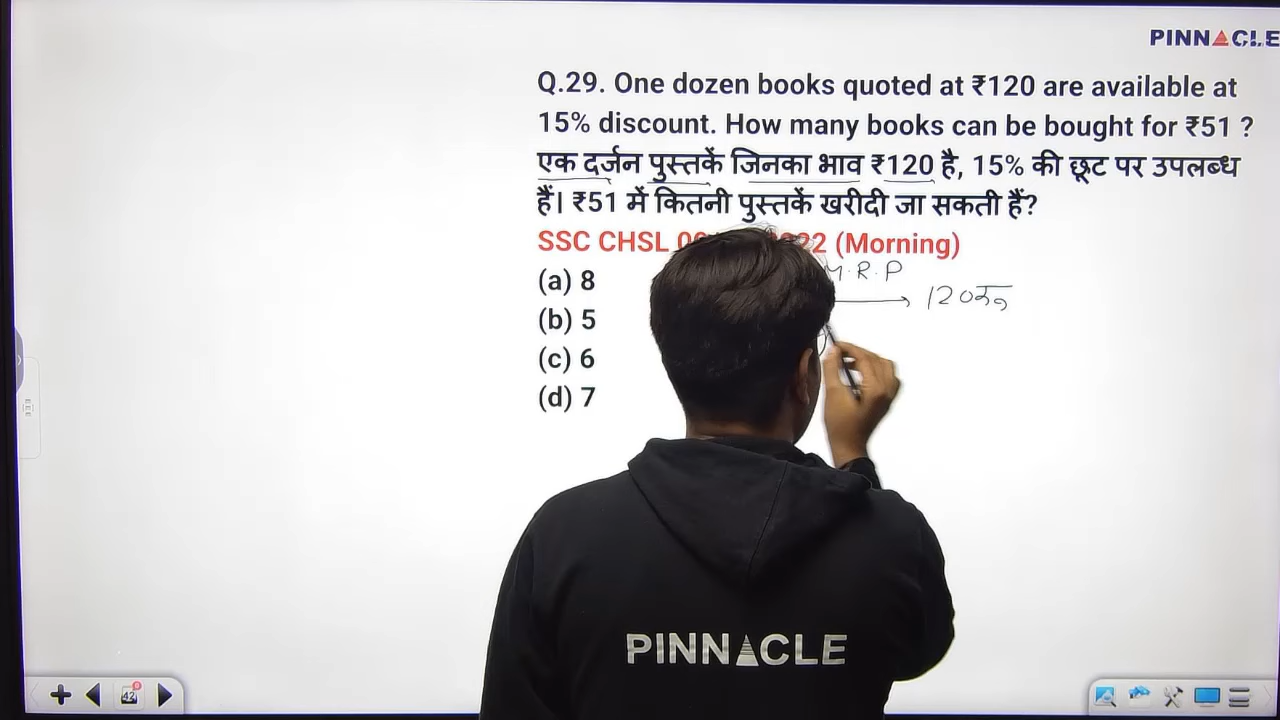 PINNACLE
Q.29. One dozen books quoted at ₹120 are available at
15% discount. How many books can be bought for ₹51 ?
एक दर्जन पुस्तकें जिनका भाव ₹120 है, 15% की छूट पर उपलब्ध
हैं। ₹51 में कितनी पुस्तकें खरीदी जा सकती हैं?
SSC CHSL 22 (Morning)
(a) 8
M.R.P
120रु
(b) 5
(c) 6
(d) 7
PINNACLE
42